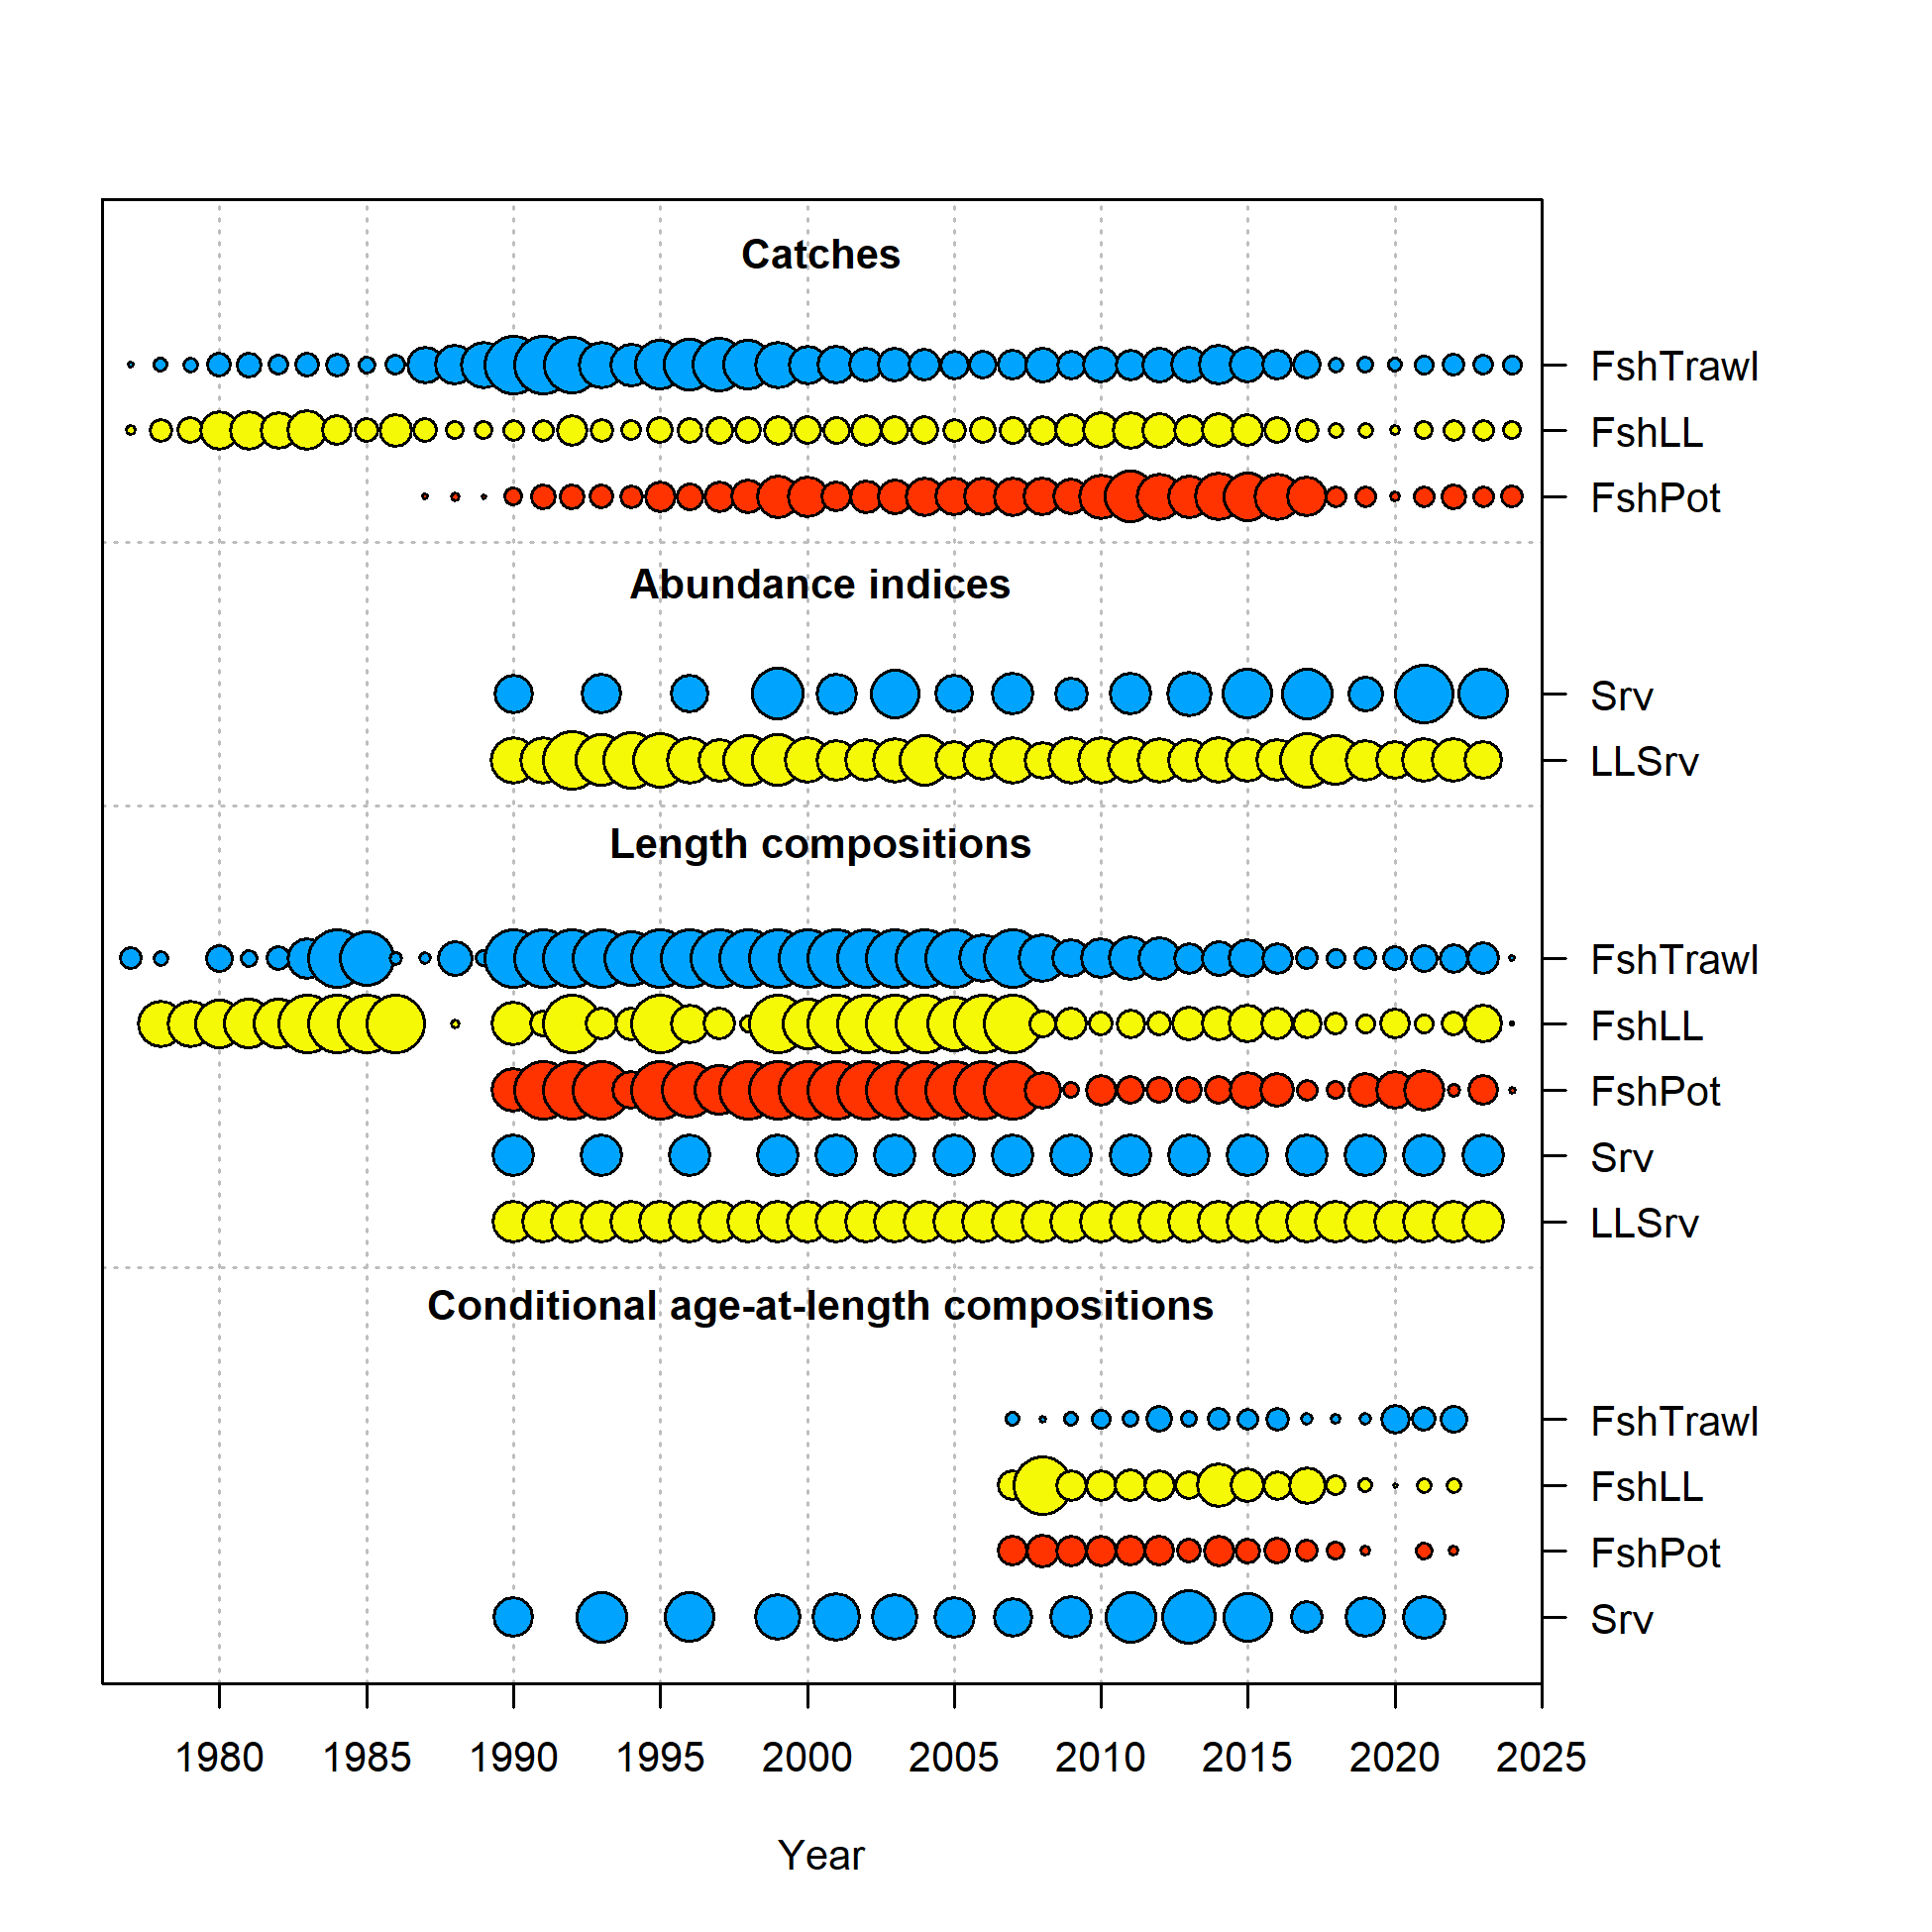 Catches
FshTrawl
FshLL
FshPot
Abundance indices
Srv
LLSrv
Length compositions
FshTrawl
FshLL
FshPot
Srv
LLSrv
Conditional age-at-length compositions
FshTrawl
FshLL
FshPot
Srv
1980 1985 1990 1995 2000 2005 2010 2015 2020 2025
Year